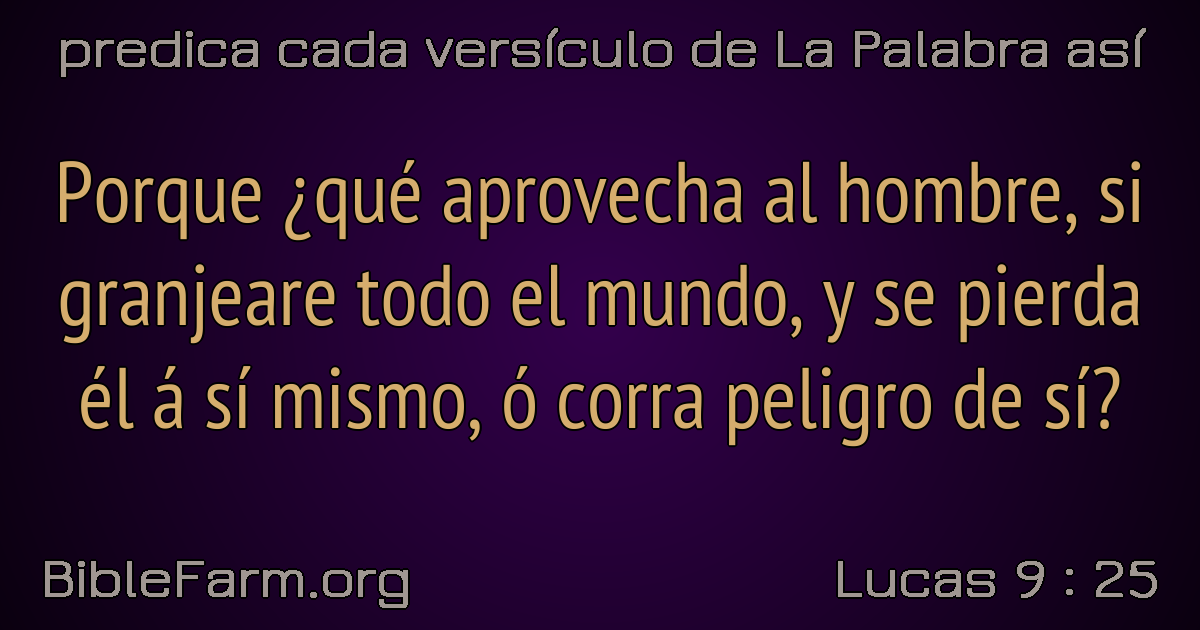 predica cada versículo de La Palabra así
Porque ¿qué aprovecha al hombre, si
granjeare todo el mundo, y se pierda
él á sí mismo, ó corra peligro de sí?
BibleFarm.org
Lucas 9 : 25